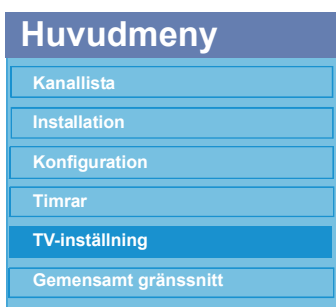 Huvudmeny
Kanallista
Installation
Konfiguration
Timrar
TV-inställning
Gemensamt gränssnitt